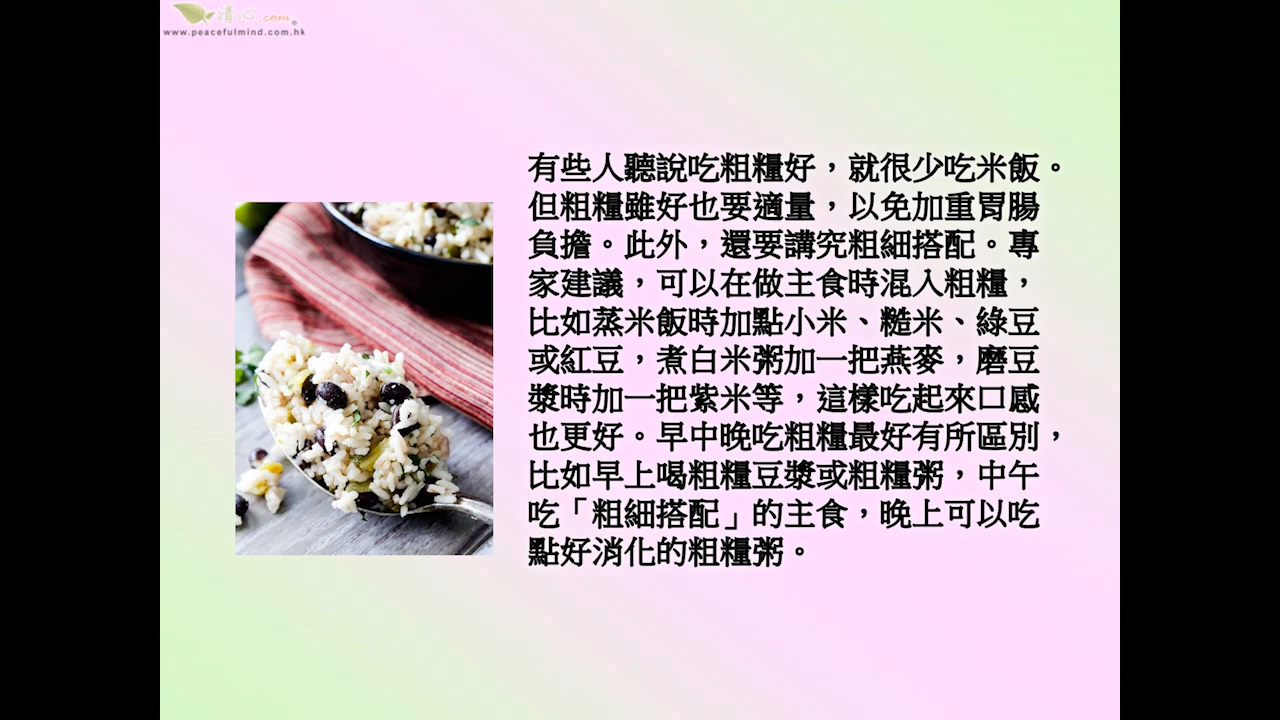 清心.com
www.peacefulmind.com.hk
有些人聽說吃粗糧好，就很少吃米飯。
但粗糧雖好也要適量，以免加重胃腸
負擔。此外，還要講究粗細搭配。專
家建議，可以在做主食時混入粗糧，
比如蒸米飯時加點小米、糙米、綠豆
或紅豆，煮白米粥加一把燕麥，磨豆
漿時加一把紫米等，這樣吃起來口感
也更好。早中晚吃粗糧最好有所區別，
比如早上喝粗糧豆漿或粗糧粥，中午
吃「粗細搭配」的主食，晚上可以吃
點好消化的粗糧粥。